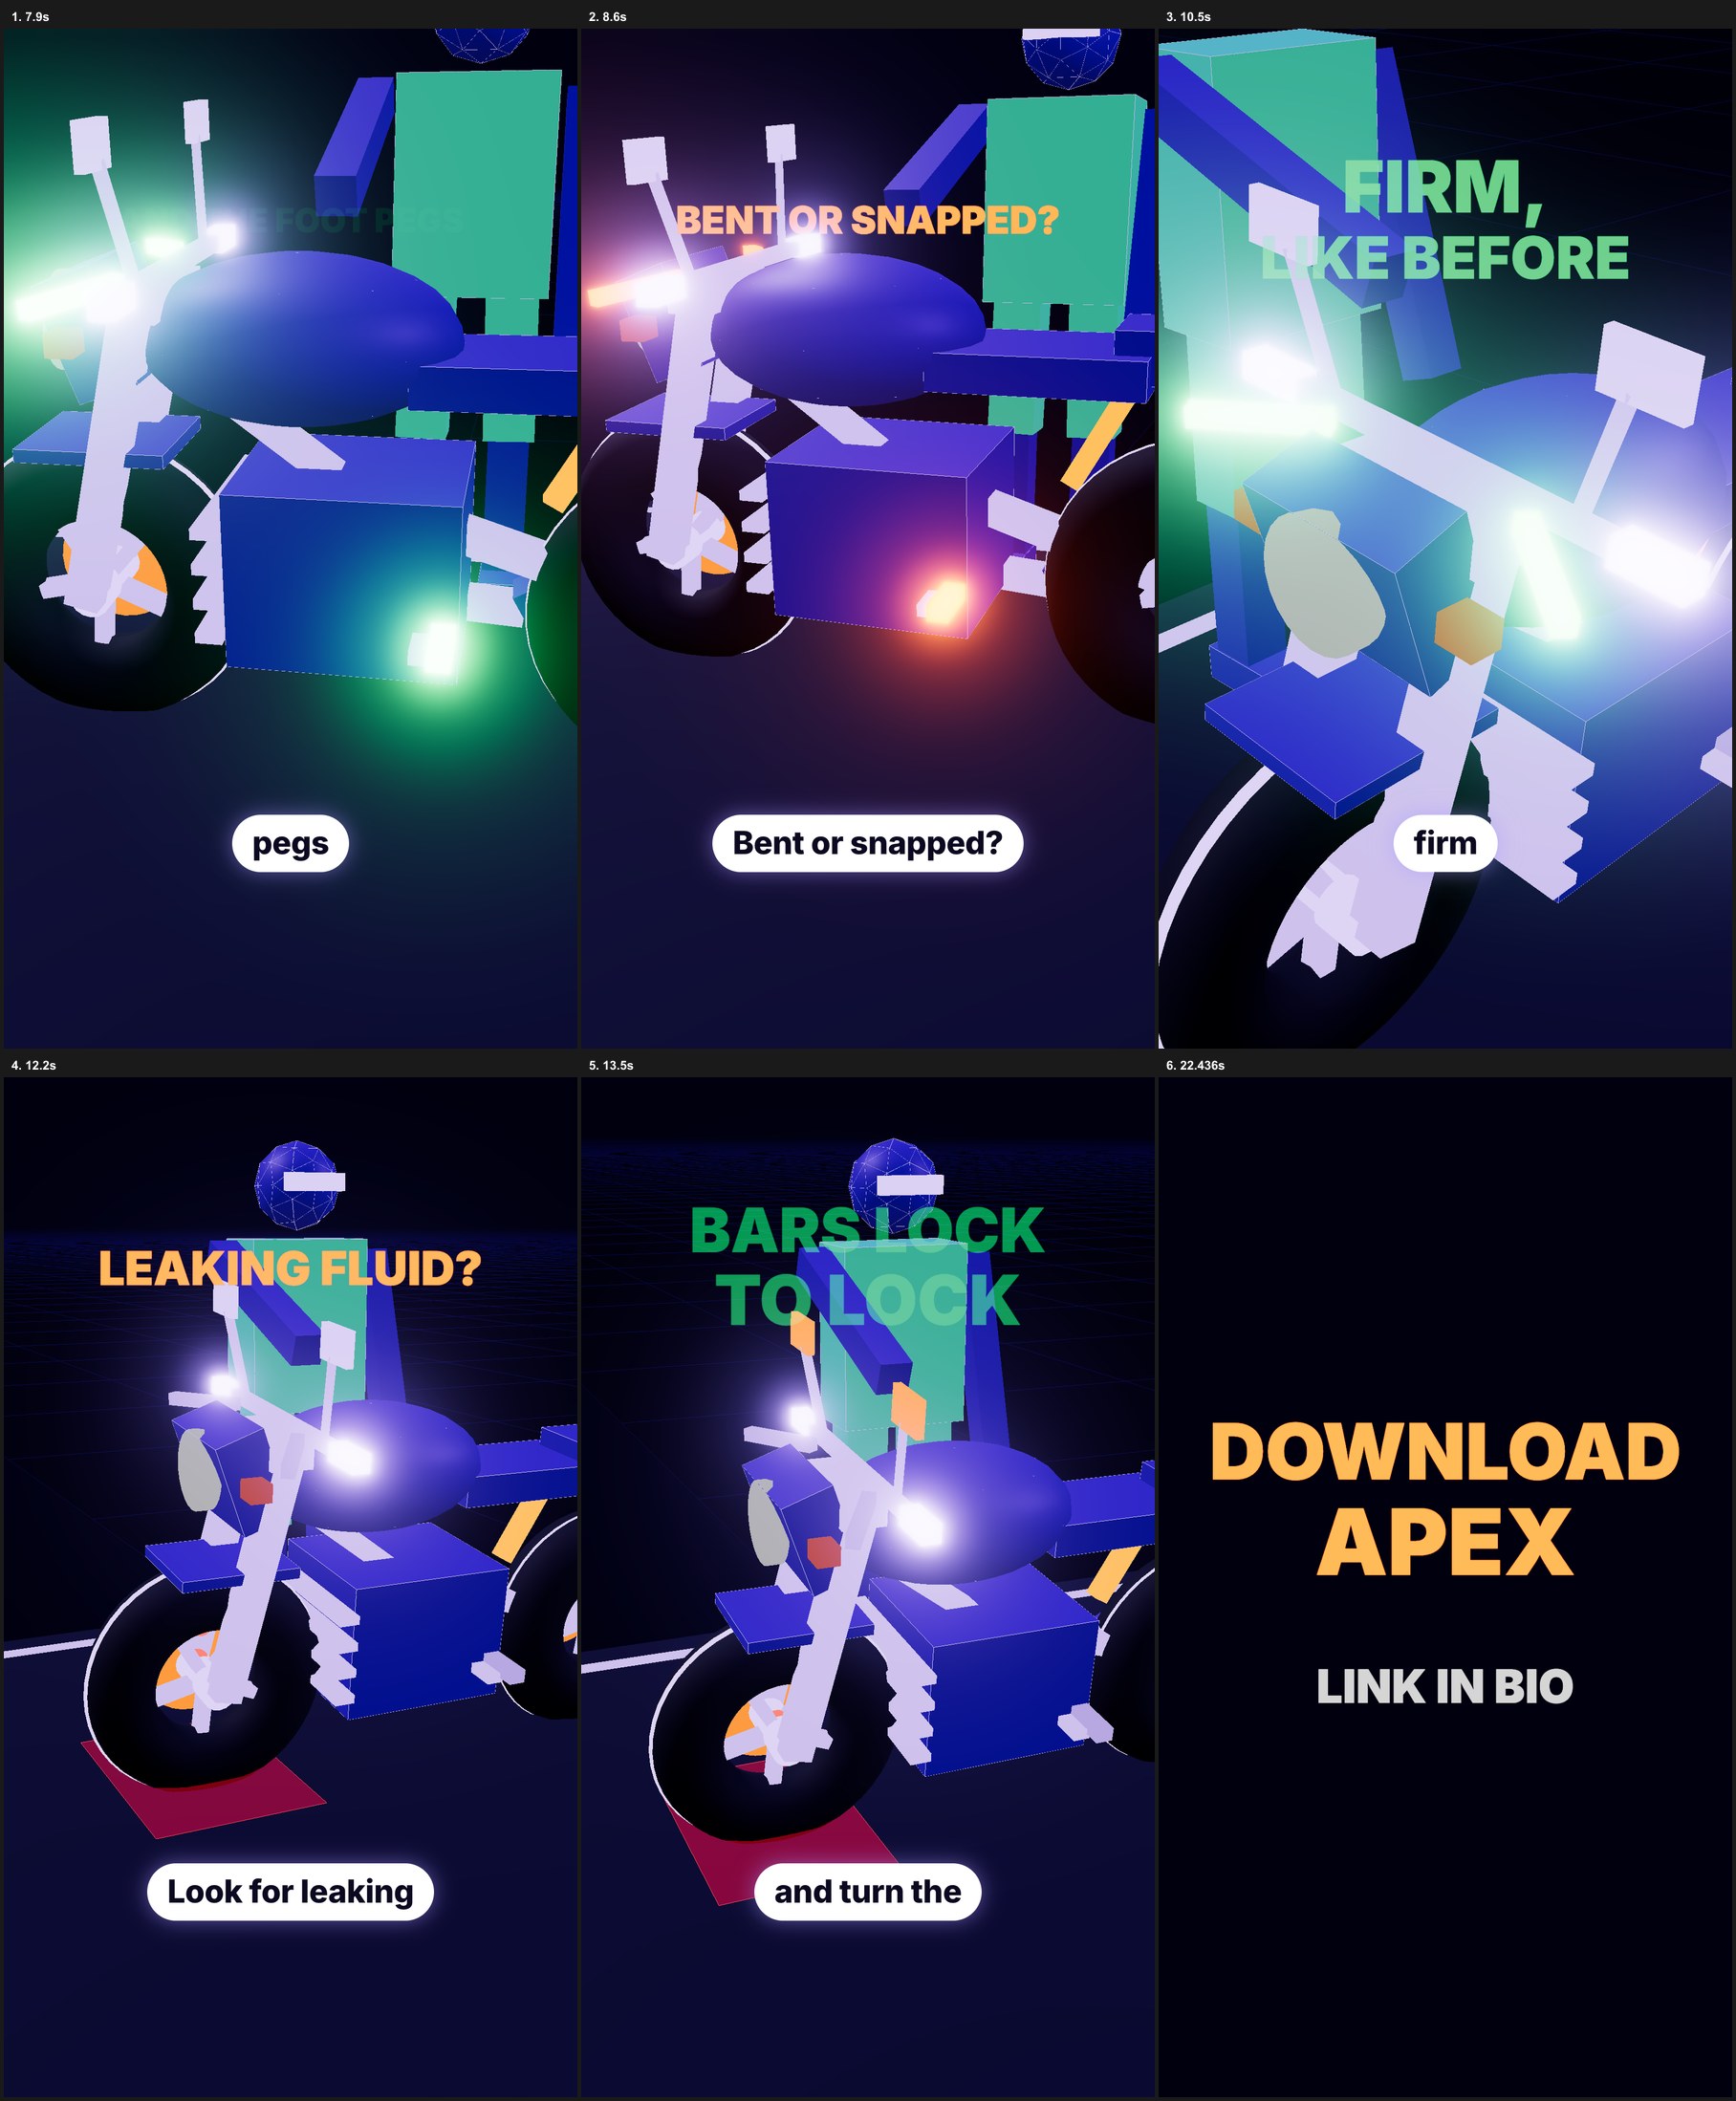 1. 7.9s
2. 8.6s
3. 10.5s
FOOT PEGS
BENT OR SNAPPED?
FIRM,
LIKE BEFORE
pegs
Bent or snapped?
firm
4. 12.2s
5. 13.5s
6. 22.436s
LEAKING FLUID?
BARS LOCK
TO LOCK
DOWNLOAD
APEX
LINK IN BIO
Look for leaking
and turn the